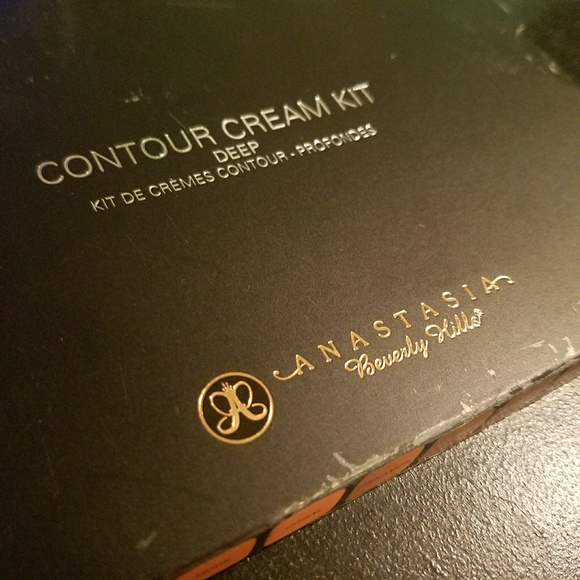 CONTOUR CREAM KIT
DEEP
KIT DE CRÈMES CONTOUR - PROFONDES
ANASTASIA
Beverly Hills